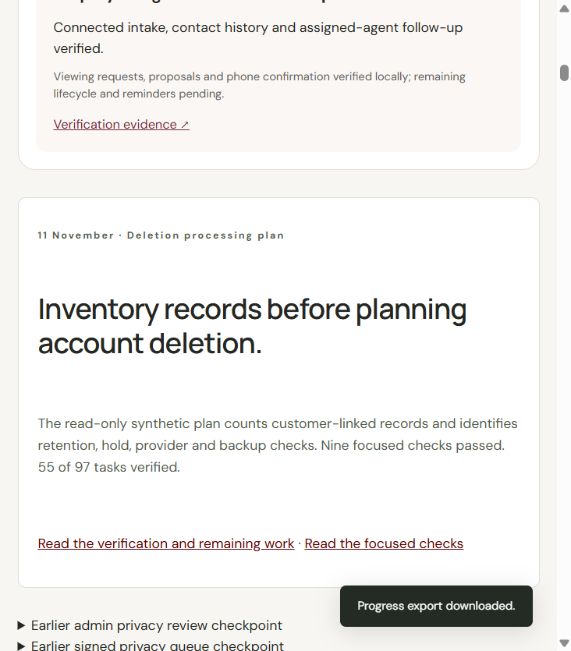 Connected intake, contact history and assigned-agent follow-up
verified.
Viewing requests, proposals and phone confirmation verified locally; remaining
lifecycle and reminders pending.
Verification evidence ↗
11 November · Deletion processing plan
Inventory records before planning
account deletion.
The read-only synthetic plan counts customer-linked records and identifies
retention, hold, provider and backup checks. Nine focused checks passed.
55 of 97 tasks verified.
Read the verification and remaining work · Read the focused checks
Progress export downloaded.
▶ Earlier admin privacy review checkpoint
▶ Earlier signed privacy queue checkpoint